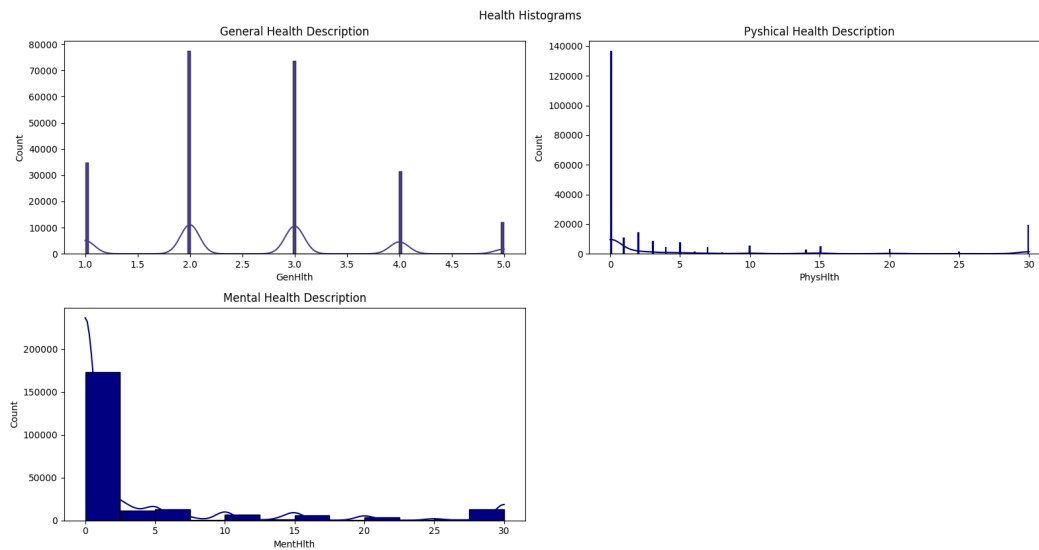 Health Histograms
General Health Description
80000
70000
60000
50000
40000
30000
20000
10000
0
Count
1.0 1.5 2.0 2.5 3.0 3.5 4.0 4.5 5.0
GenHlth
Pyshical Health Description
140000
120000
100000
80000
60000
40000
20000
0
Count
0 5 10 15 20 25 30
PhysHlth
Mental Health Description
200000
150000
100000
50000
0
Count
0 5 10 15 20 25 30
MentHlth